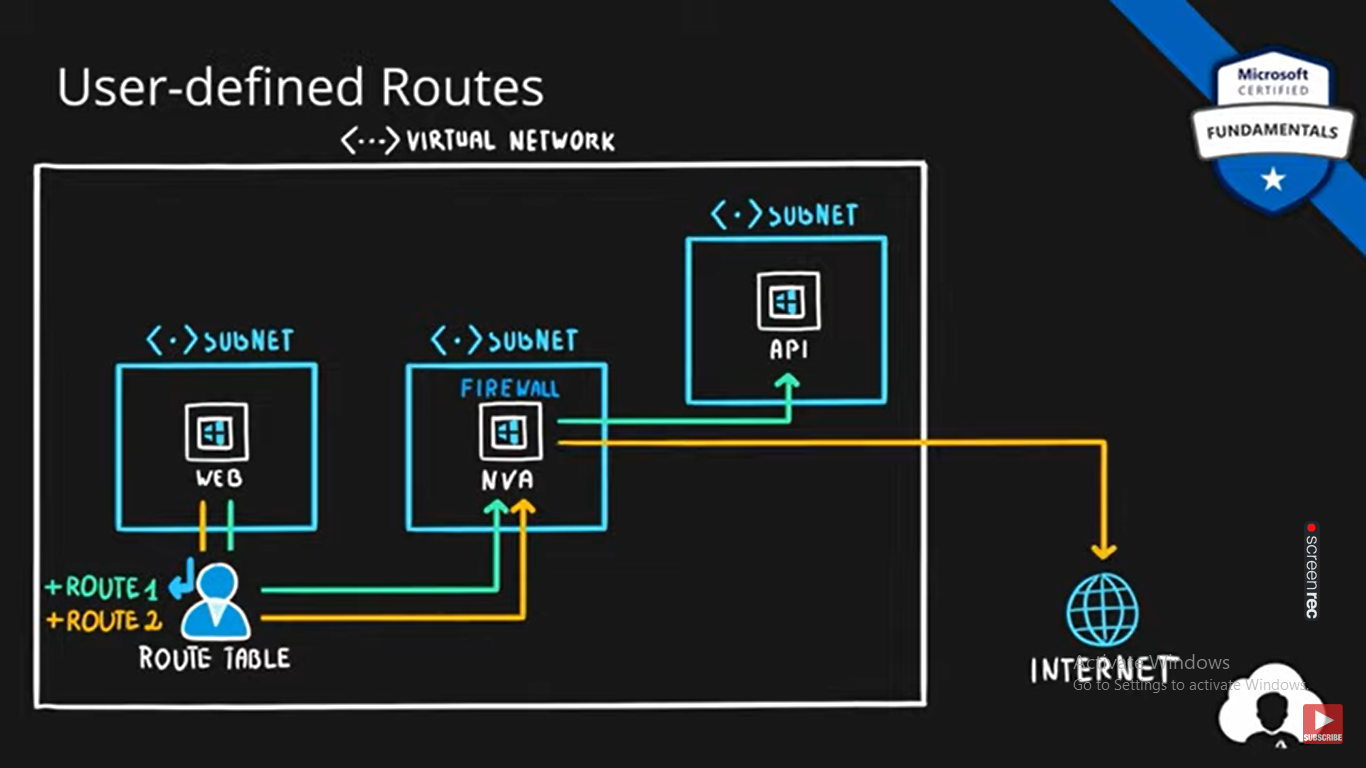 User-defined Routes
Microsoft
CERTIFIED
FUNDAMENTALS
<···> VIRTUAL NETWORK
<·> SUBNET
API
<·> SUBNET
WEB
<·> SUBNET
FIREWALL
NVA
+ROUTE 1
+ROUTE 2
ROUTE TABLE
INTERNET
Activate Windows
Go to Settings to activate Windows.
screenrec
SUBSCRIBE